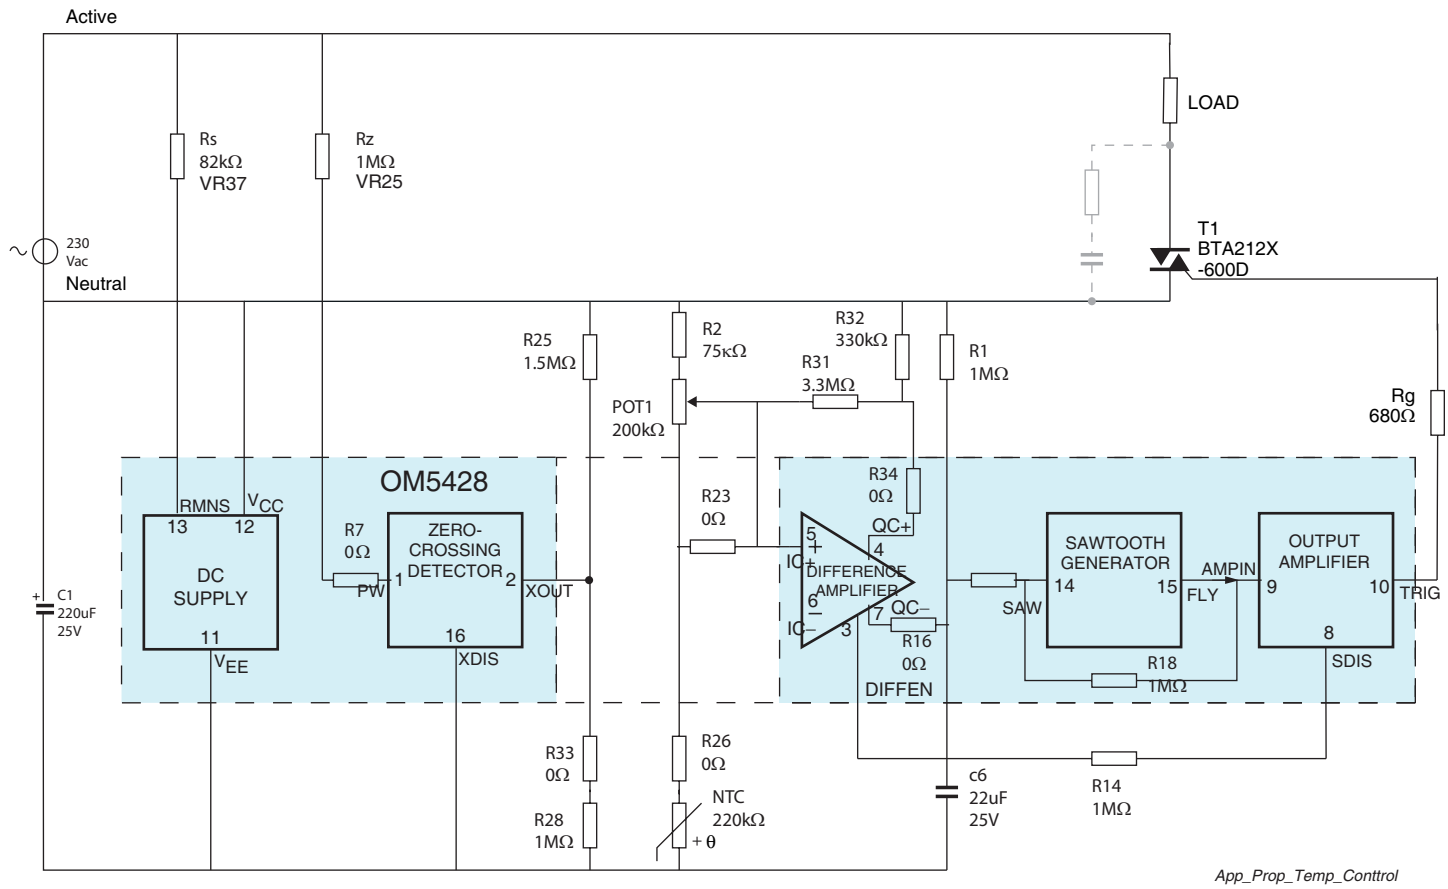 Active
LOAD
Rs
82kΩ
VR37
Rz
1MΩ
VR25
T1
BTA212X
-600D
~ 230
Vac
Neutral
R25
1.5MΩ
R2
75κΩ
R32
330kΩ
R1
1MΩ
R31
3.3MΩ
POT1
200kΩ
Rg
680Ω
OM5428
RMNS
VCC
13
12
DC
SUPPLY
11
VEE
R7
0Ω
PW
1
ZERO-
CROSSING
DETECTOR
2
XOUT
16
XDIS
R23
0Ω
R34
0Ω
QC+
5
+
4
IC+
DIFFERENCE
AMPLIFIER
6
−
7
QC−
IC−
3
R16
0Ω
DIFFEN
SAW
SAWTOOTH
GENERATOR
14
15
AMPIN
FLY
R18
1MΩ
OUTPUT
AMPLIFIER
9
10
TRIG
8
SDIS
+ C1
220uF
25V
R33
0Ω
R26
0Ω
R28
1MΩ
NTC
220kΩ
+ θ
c6
22uF
25V
R14
1MΩ
App_Prop_Temp_Conttrol